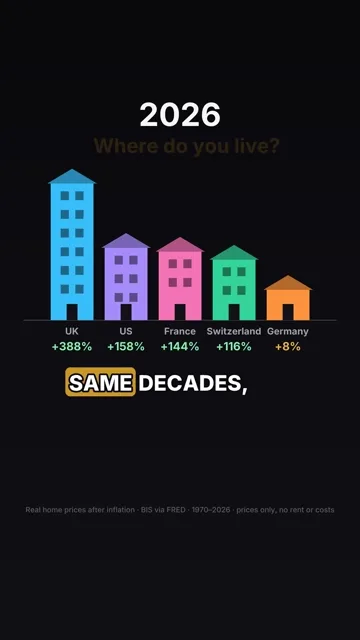 2026
Where do you live?
UK US France Switzerland Germany
+388% +158% +144% +116% +8%
SAME DECADES,
Real home prices after inflation · BIS via FRED · 1970–2026 · prices only, no rent or costs